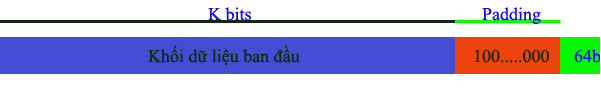 K bits Padding
Khối dữ liệu ban đầu 100.....000 64b